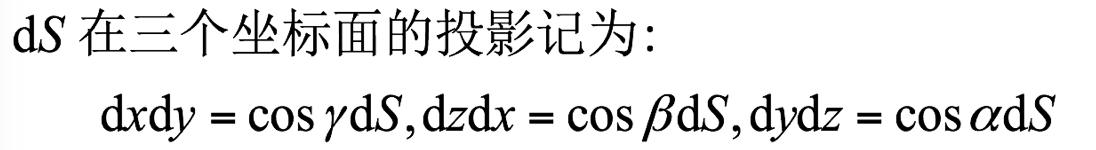 dS 在三个坐标面的投影记为:
dxdy = cos γdS, dzdx = cos βdS, dydz = cos αdS